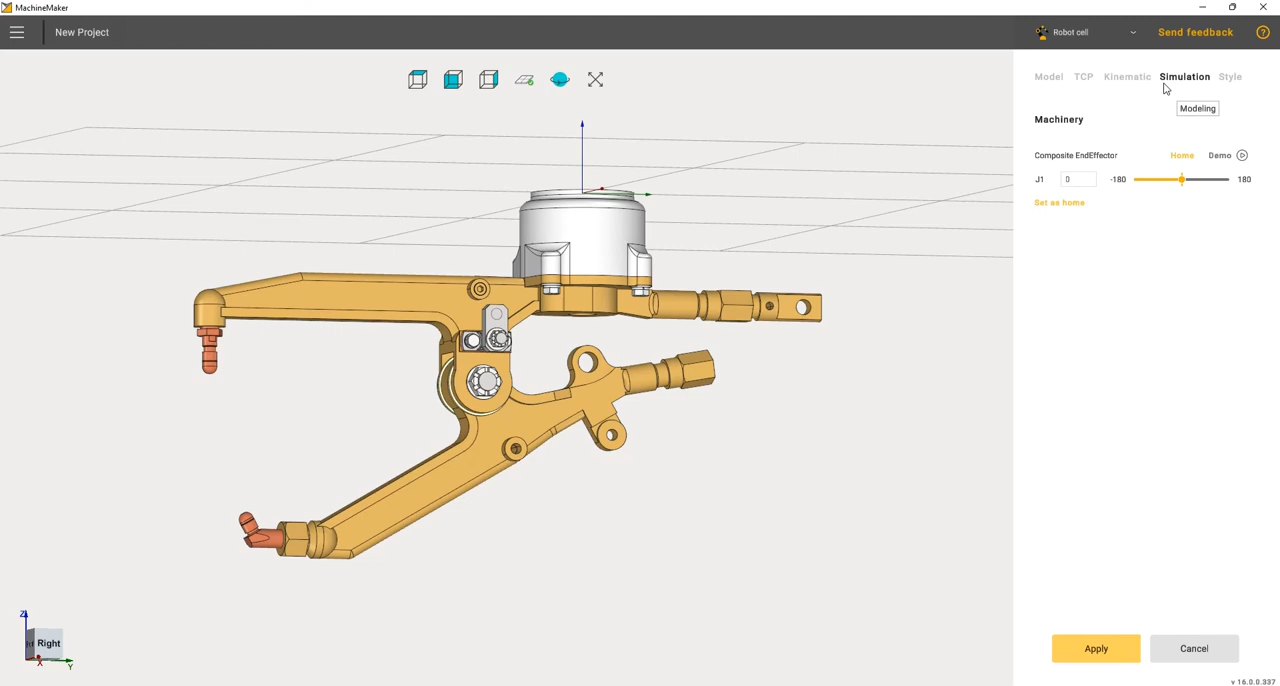 MachineMaker
New Project
Robot cell
Send feedback
?
Model TCP Kinematic Simulation Style
Modeling
Machinery
Composite EndEffector Home Demo
J1 0 -180 180
Set as home
Z
Right
X
Y
Apply Cancel
v 16.0.0.337